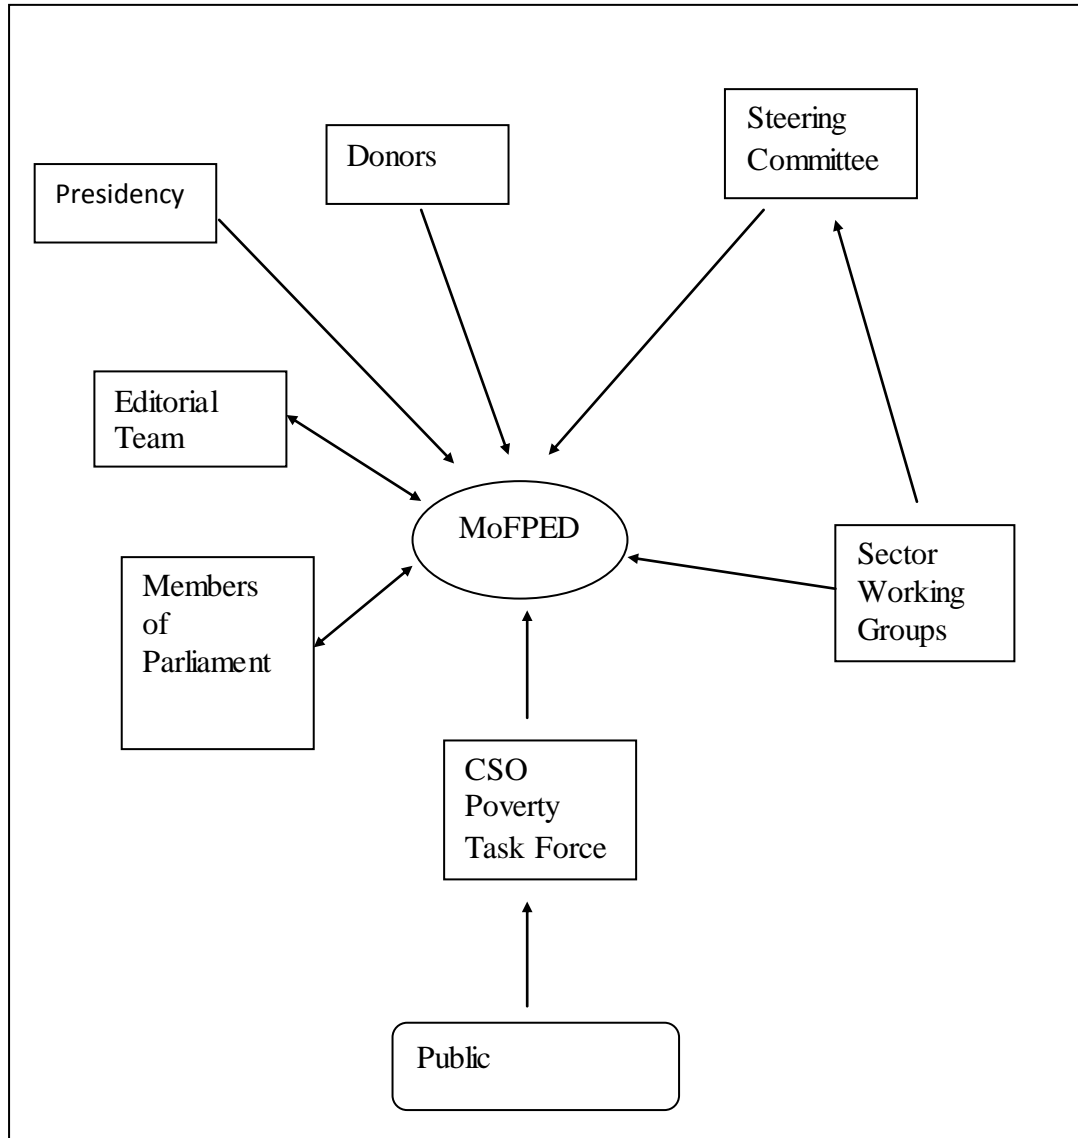 Steering
Committee
Donors
Presidency
Editorial
Team
MoFPED
Members
of
Parliament
Sector
Working
Groups
CSO
Poverty
Task Force
Public